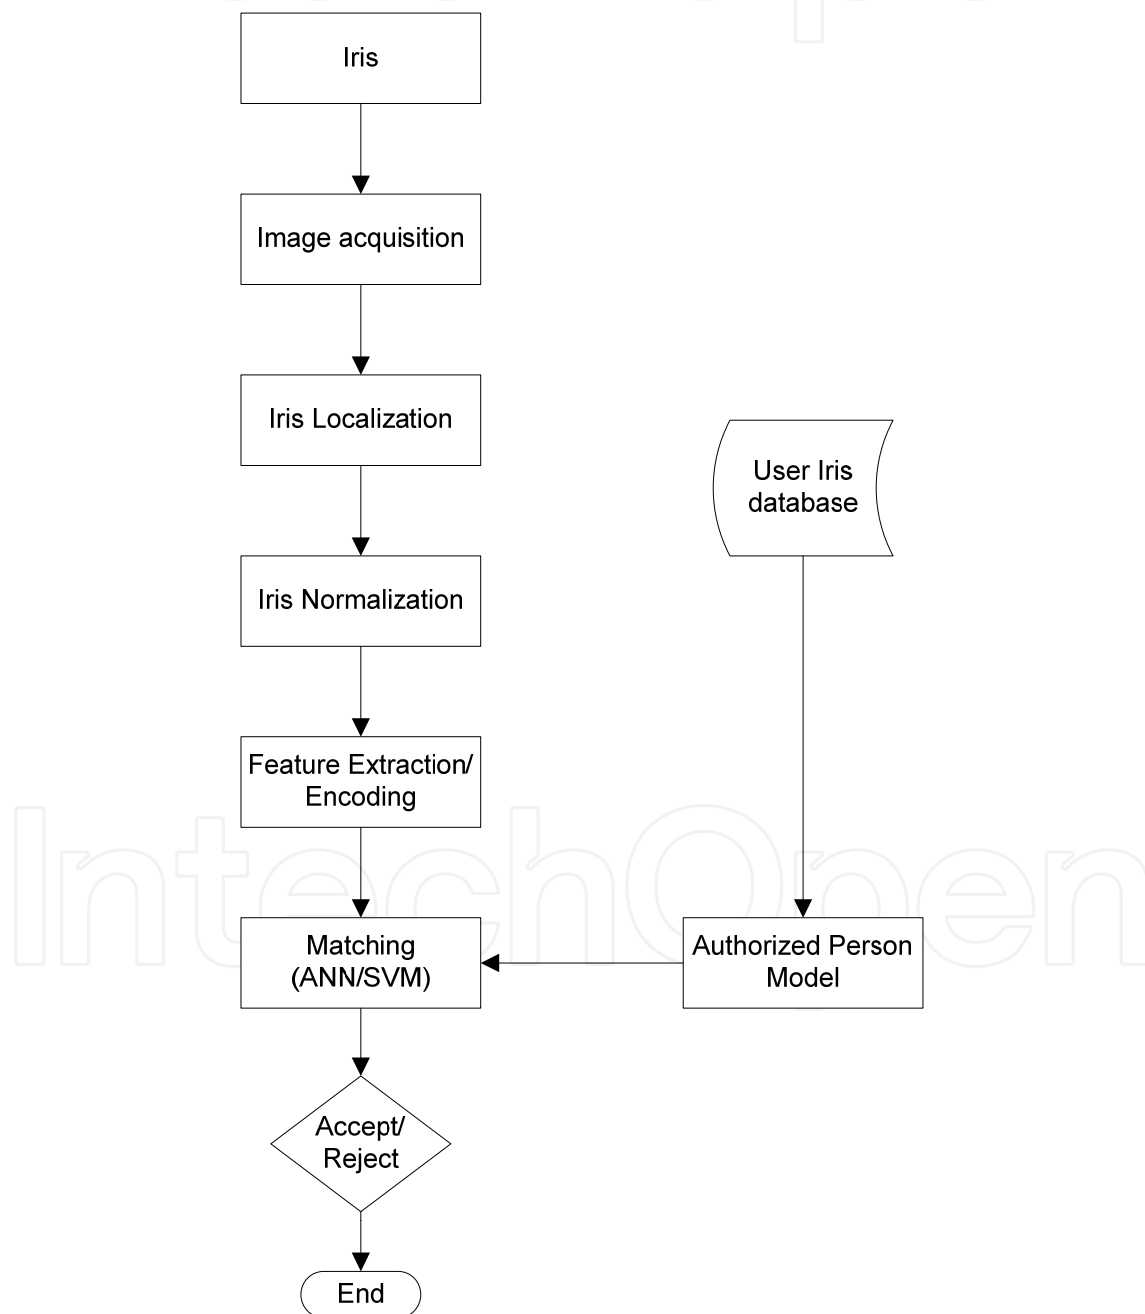 Iris
Image acquisition
Iris Localization
User Iris
database
Iris Normalization
Feature Extraction/
Encoding
IntechOpen
Matching
(ANN/SVM)
Authorized Person
Model
Accept/
Reject
End